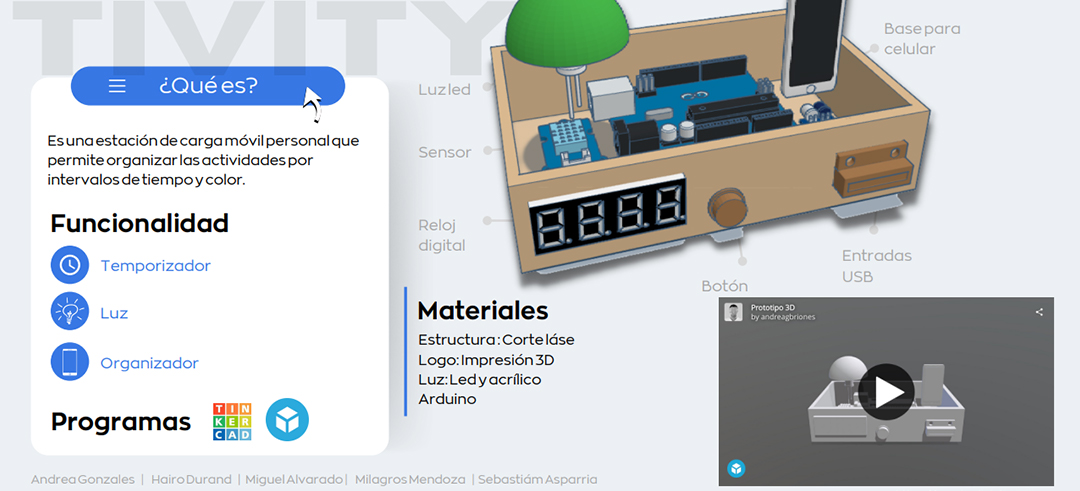 TIVITY
¿Qué es?
Es una estación de carga móvil personal que
permite organizar las actividades por
intervalos de tiempo y color.
Funcionalidad
Temporizador
Luz
Organizador
Programas
TIN
KER
CAD
Luz led
Sensor
Reloj
digital
Base para
celular
Entradas
USB
Botón
Materiales
Estructura: Corte láse
Logo: Impresión 3D
Luz: Led y acrílico
Arduino
Prototipo 3D
by andreagbriones
Andrea Gonzales | Hairo Durand | Miguel Alvarado | Milagros Mendoza | Sebastiám Asparria